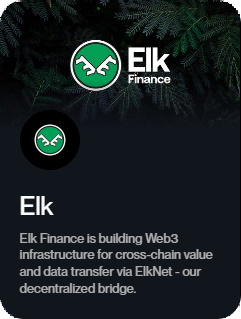 Elk
Finance
Elk
Elk Finance is building Web3
infrastructure for cross-chain value
and data transfer via ElkNet - our
decentralized bridge.